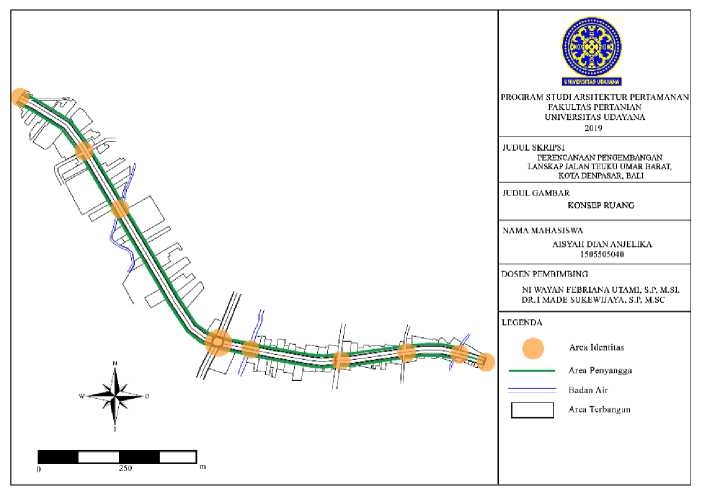 UNIVERSITAS UDAYANA
PROGRAM STUDI ARSITEKTUR PERTAMANAN
FAKULTAS PERTANIAN
UNIVERSITAS UDAYANA
2019
JUDUL SKRIPSI
PERENCANAAN PENGEMBANGAN
LANSKAP JALAN TEUKU UMAR BARAT,
KOTA DENPASAR, BALI
JUDUL GAMBAR
KONSEP RUANG
NAMA MAHASISWA
AISYAH DIAN ANJELIKA
1505505040
DOSEN PEMBIMBING
NI WAYAN FEBRIANA UTAMI, S.P. M.SI.
DR. I MADE SUKEWIJAYA, S.P. M.SC
LEGENDA
Area Identitas
Area Penyangga
Badan Air
Area Terbangun
N
W O
I
0 250 m